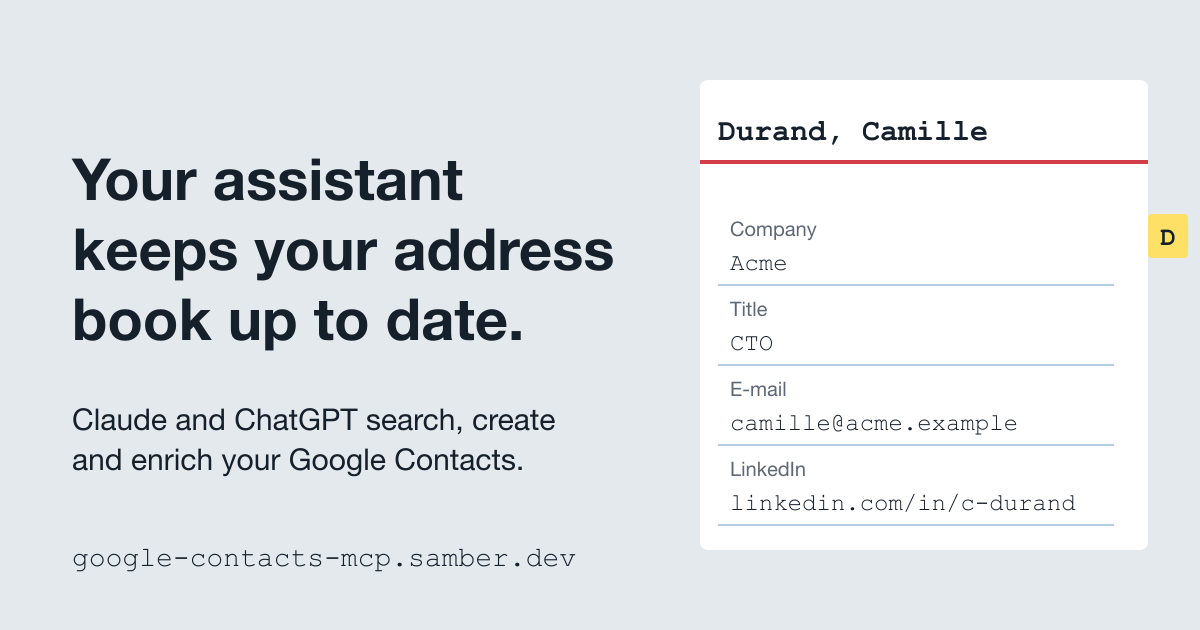 Your assistant
keeps your address
book up to date.
Claude and ChatGPT search, create
and enrich your Google Contacts.
google-contacts-mcp.samber.dev
Durand, Camille
Company
Acme
Title
CTO
E-mail
camille@acme.example
LinkedIn
linkedin.com/in/c-durand
D